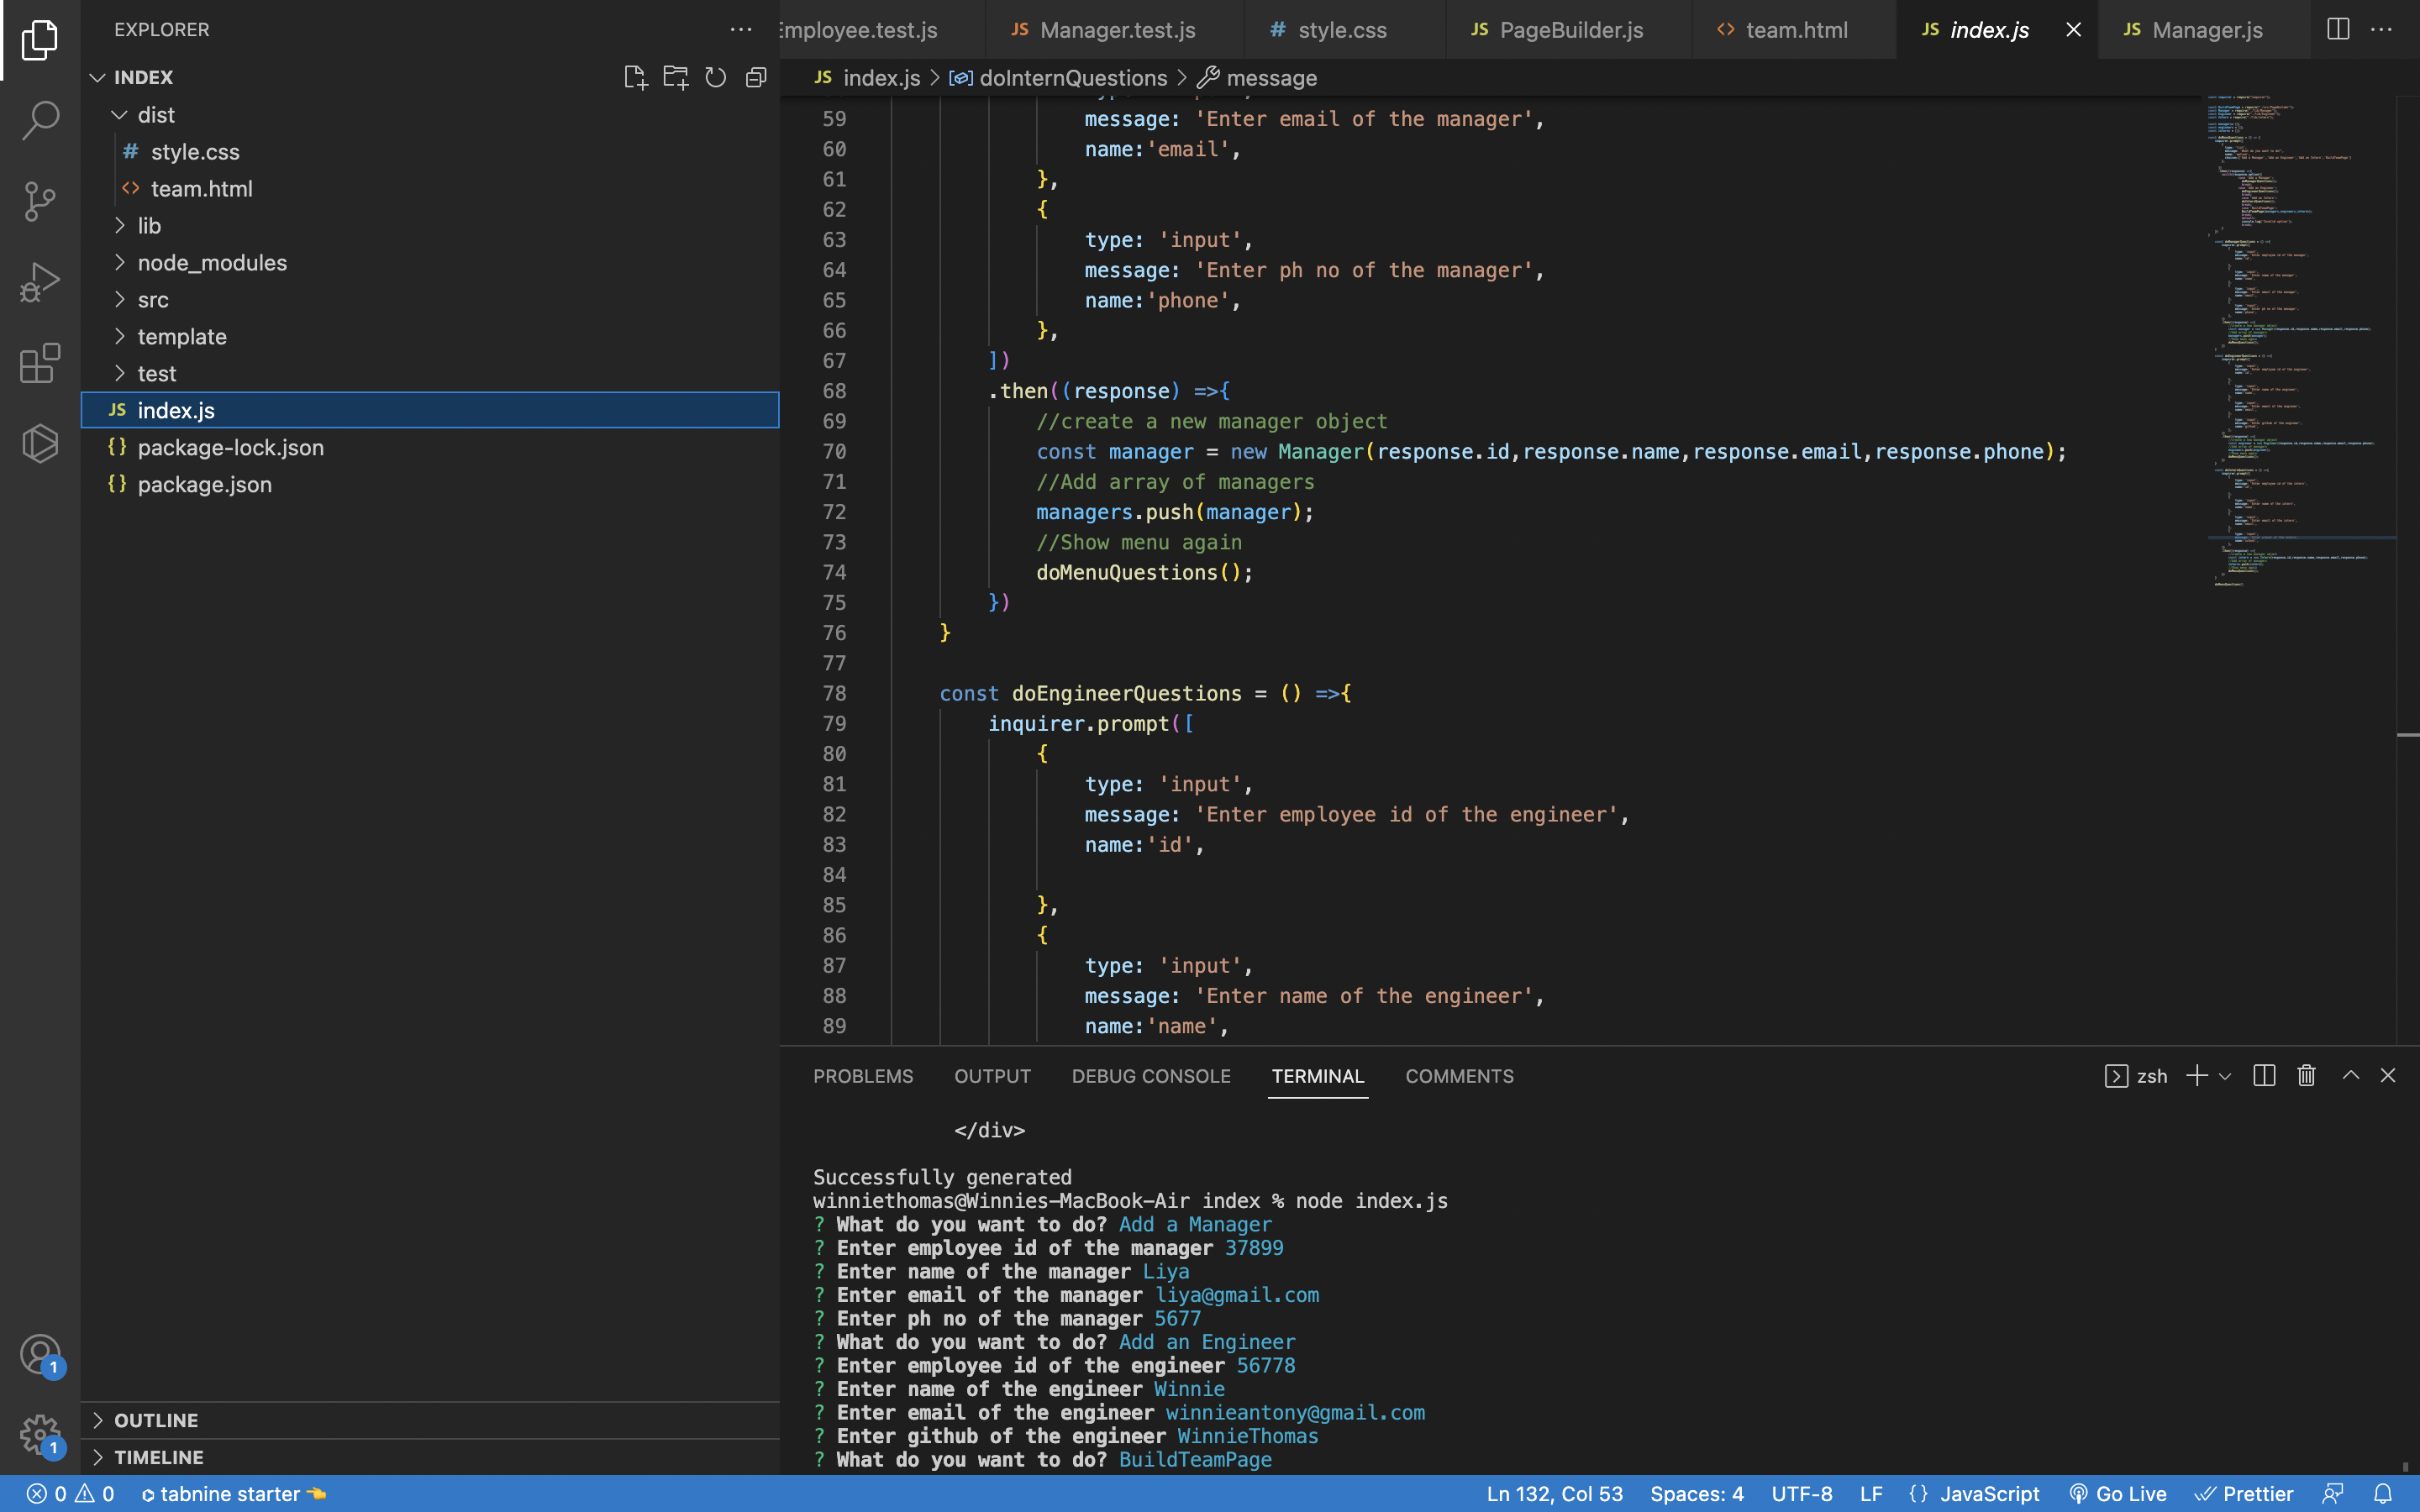 EXPLORER
INDEX
dist
# style.css
<> team.html
lib
node_modules
src
template
test
JS index.js
{} package-lock.json
{} package.json
OUTLINE
TIMELINE
1
1
Employee.test.js
JS Manager.test.js
# style.css
JS PageBuilder.js
<> team.html
JS index.js
JS Manager.js
JS index.js > doInternQuestions > message
59 message: 'Enter email of the manager',
60 name:'email',
61 },
62 {
63 type: 'input',
64 message: 'Enter ph no of the manager',
65 name:'phone',
66 },
67 ])
68 .then((response) =>{
69 //create a new manager object
70 const manager = new Manager(response.id,response.name,response.email,response.phone);
71 //Add array of managers
72 managers.push(manager);
73 //Show menu again
74 doMenuQuestions();
75 })
76 }
77
78 const doEngineerQuestions = () =>{
79 inquirer.prompt([
80 {
81 type: 'input',
82 message: 'Enter employee id of the engineer',
83 name:'id',
84
85 },
86 {
87 type: 'input',
88 message: 'Enter name of the engineer',
89 name:'name',
PROBLEMS OUTPUT DEBUG CONSOLE TERMINAL COMMENTS
zsh
</div>
Successfully generated
winniethomas@Winnies-MacBook-Air index % node index.js
? What do you want to do? Add a Manager
? Enter employee id of the manager 37899
? Enter name of the manager Liya
? Enter email of the manager liya@gmail.com
? Enter ph no of the manager 5677
? What do you want to do? Add an Engineer
? Enter employee id of the engineer 56778
? Enter name of the engineer Winnie
? Enter email of the engineer winnieantony@gmail.com
? Enter github of the engineer WinnieThomas
? What do you want to do? BuildTeamPage
0 0 tabnine starter Ln 132, Col 53 Spaces: 4 UTF-8 LF {} JavaScript Go Live Prettier